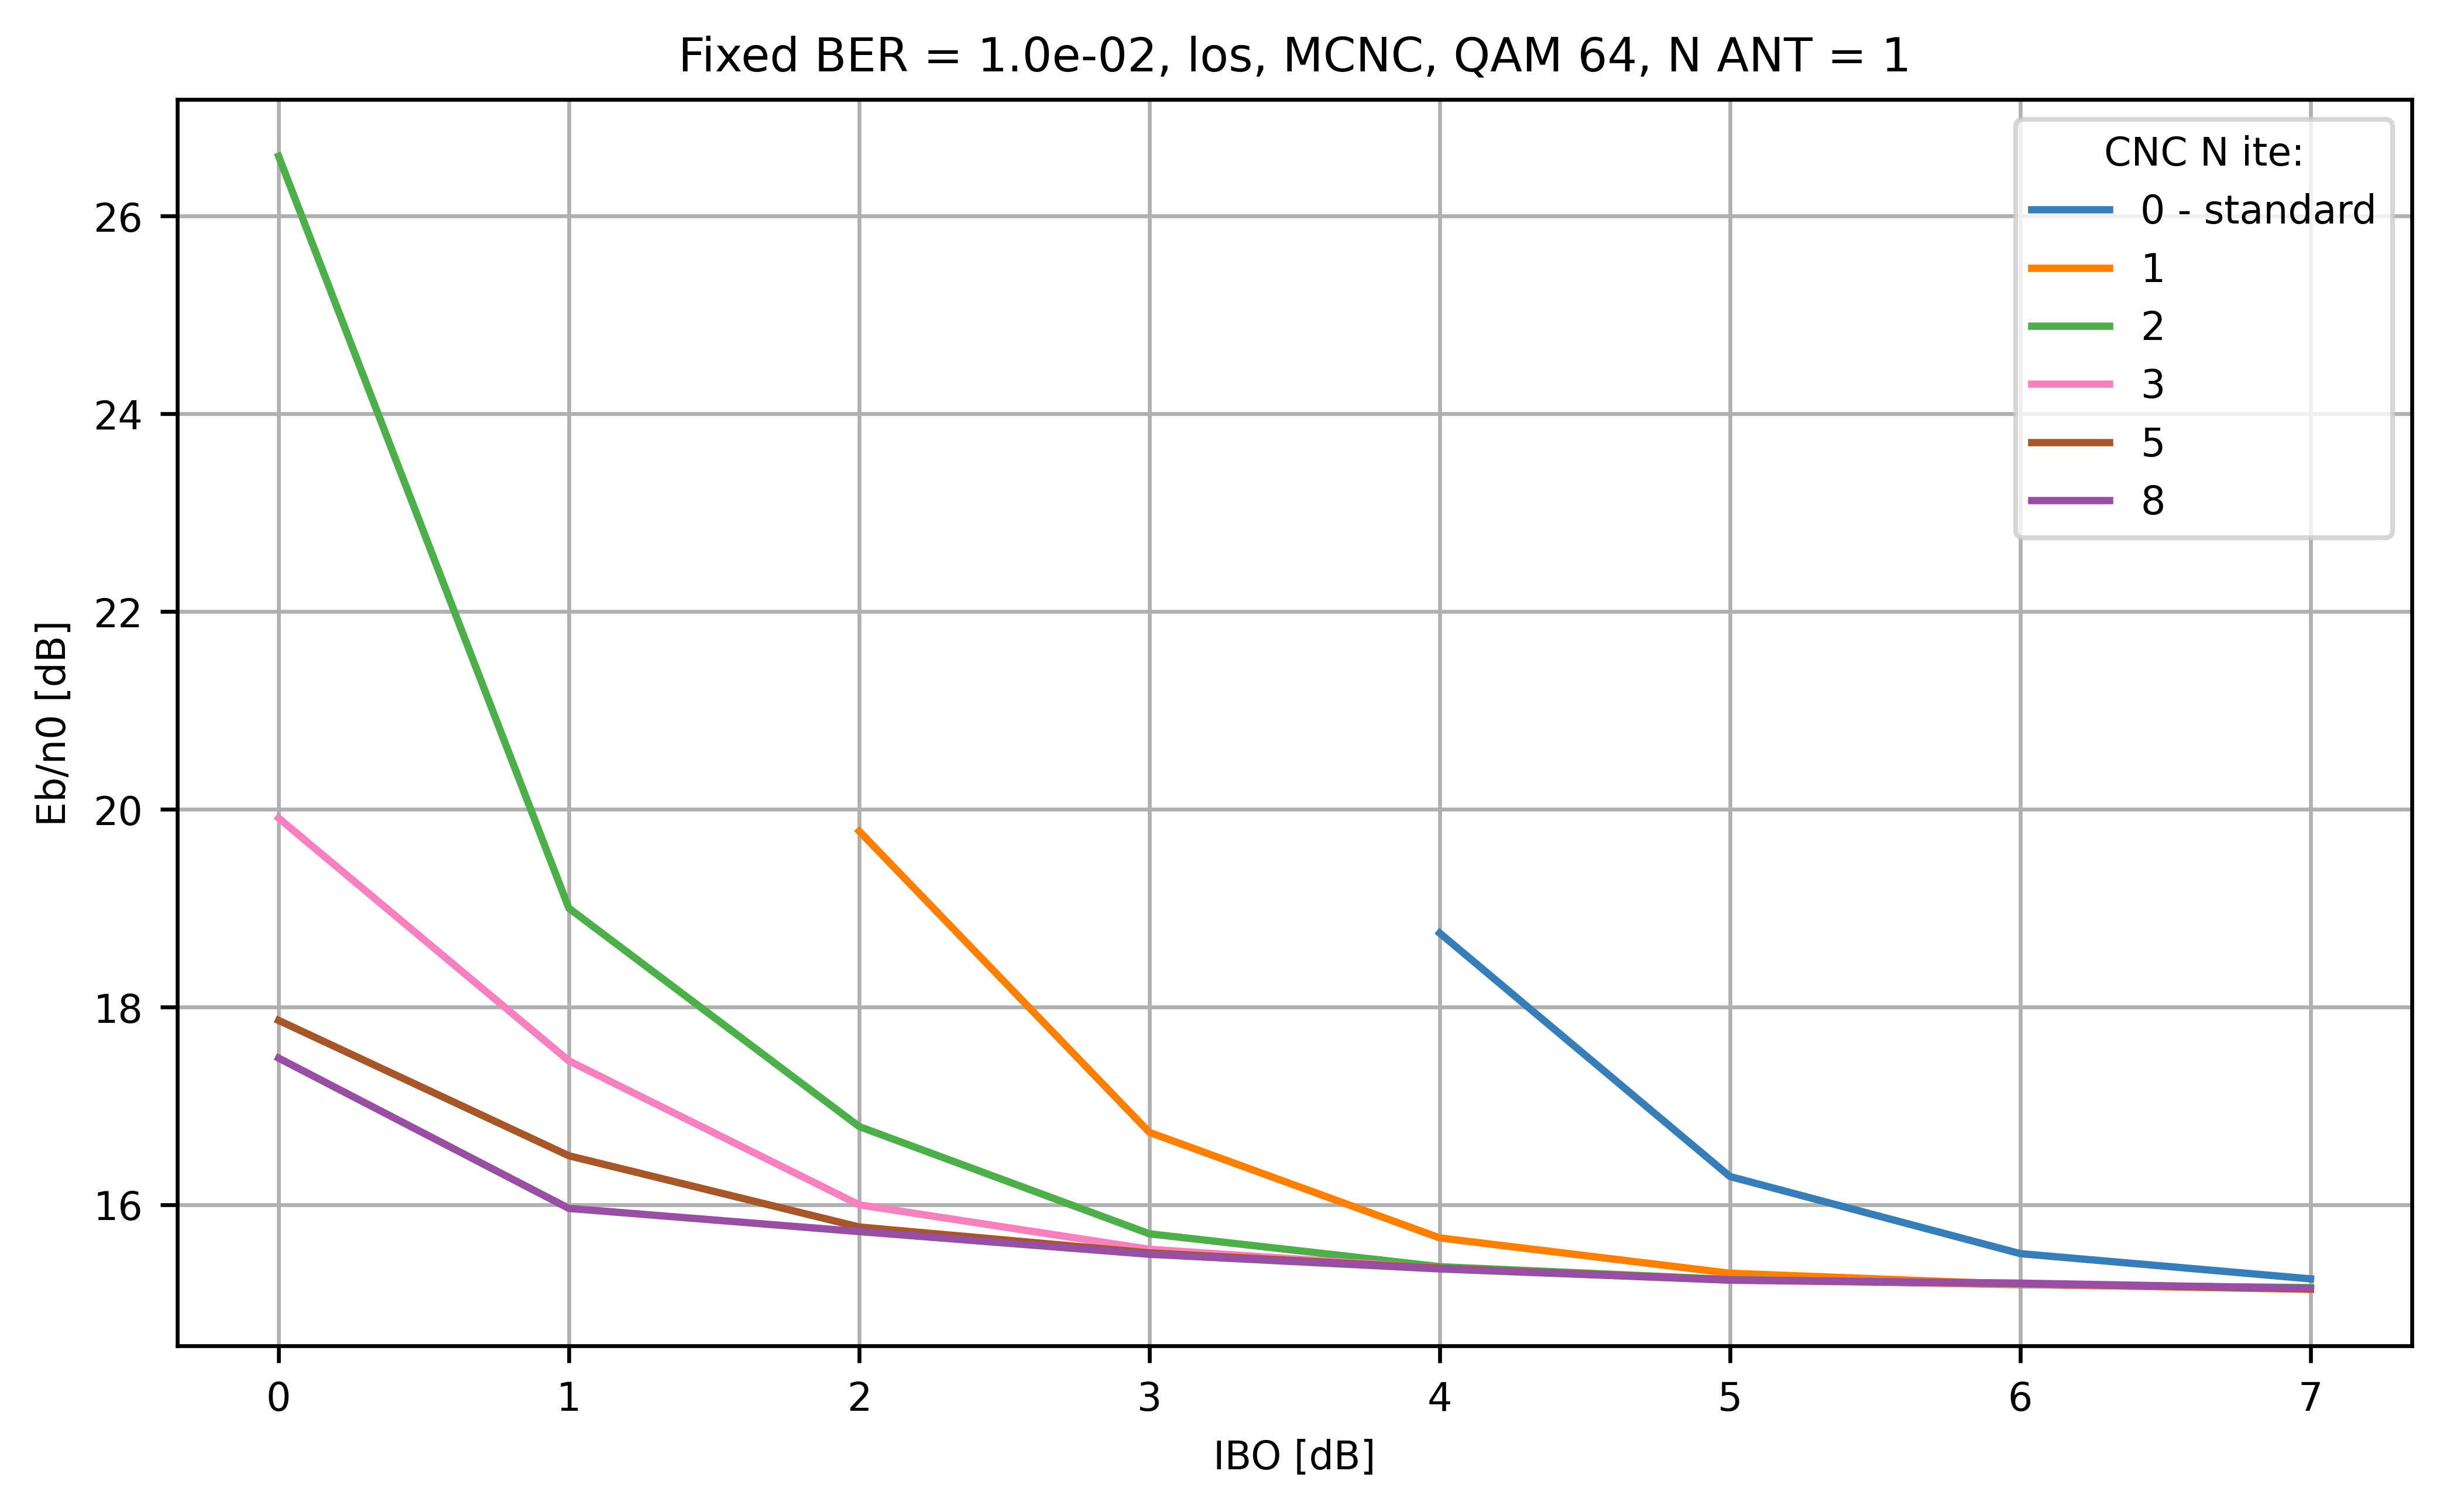 Fixed BER = 1.0e-02, los, MCNC, QAM 64, N ANT = 1
CNC N ite:
0 - standard
1
2
3
5
8
Eb/n0 [dB]
26
24
22
20
18
16
0 1 2 3 4 5 6 7
IBO [dB]